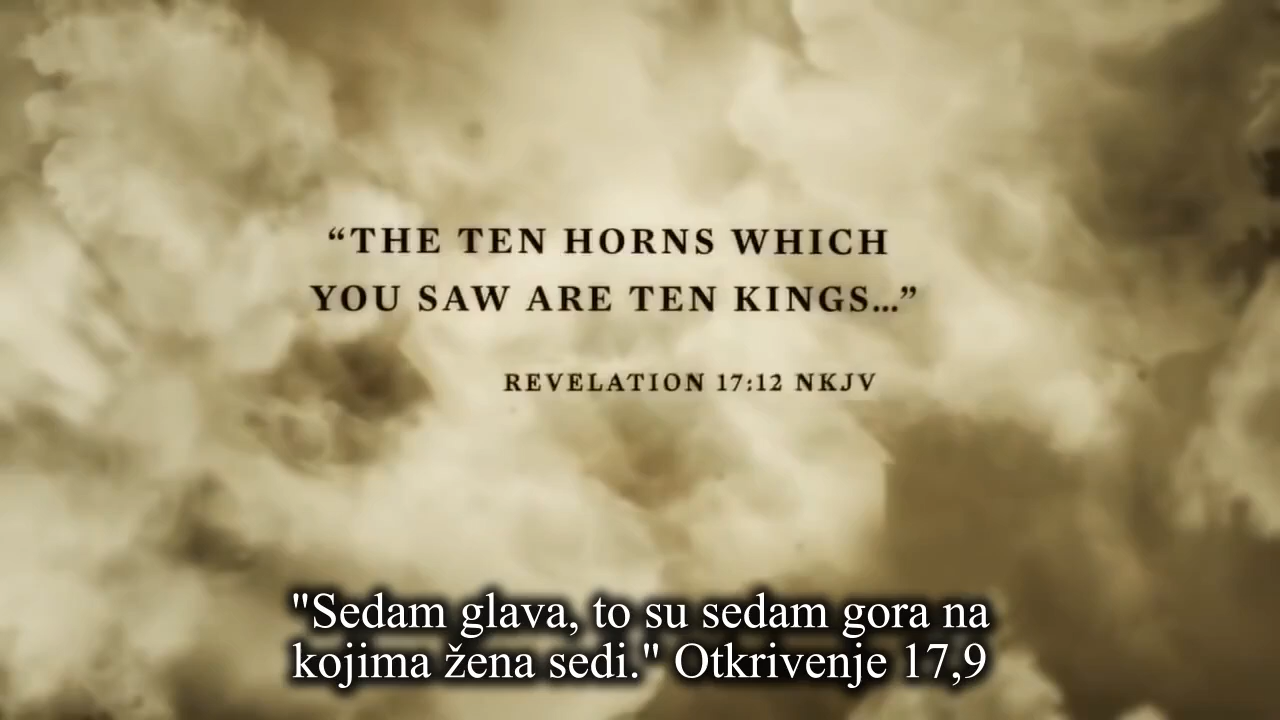 “THE TEN HORNS WHICH
YOU SAW ARE TEN KINGS...”
REVELATION 17:12 NKJV
"Sedam glava, to su sedam gora na
kojima žena sedi." Otkrivenje 17,9